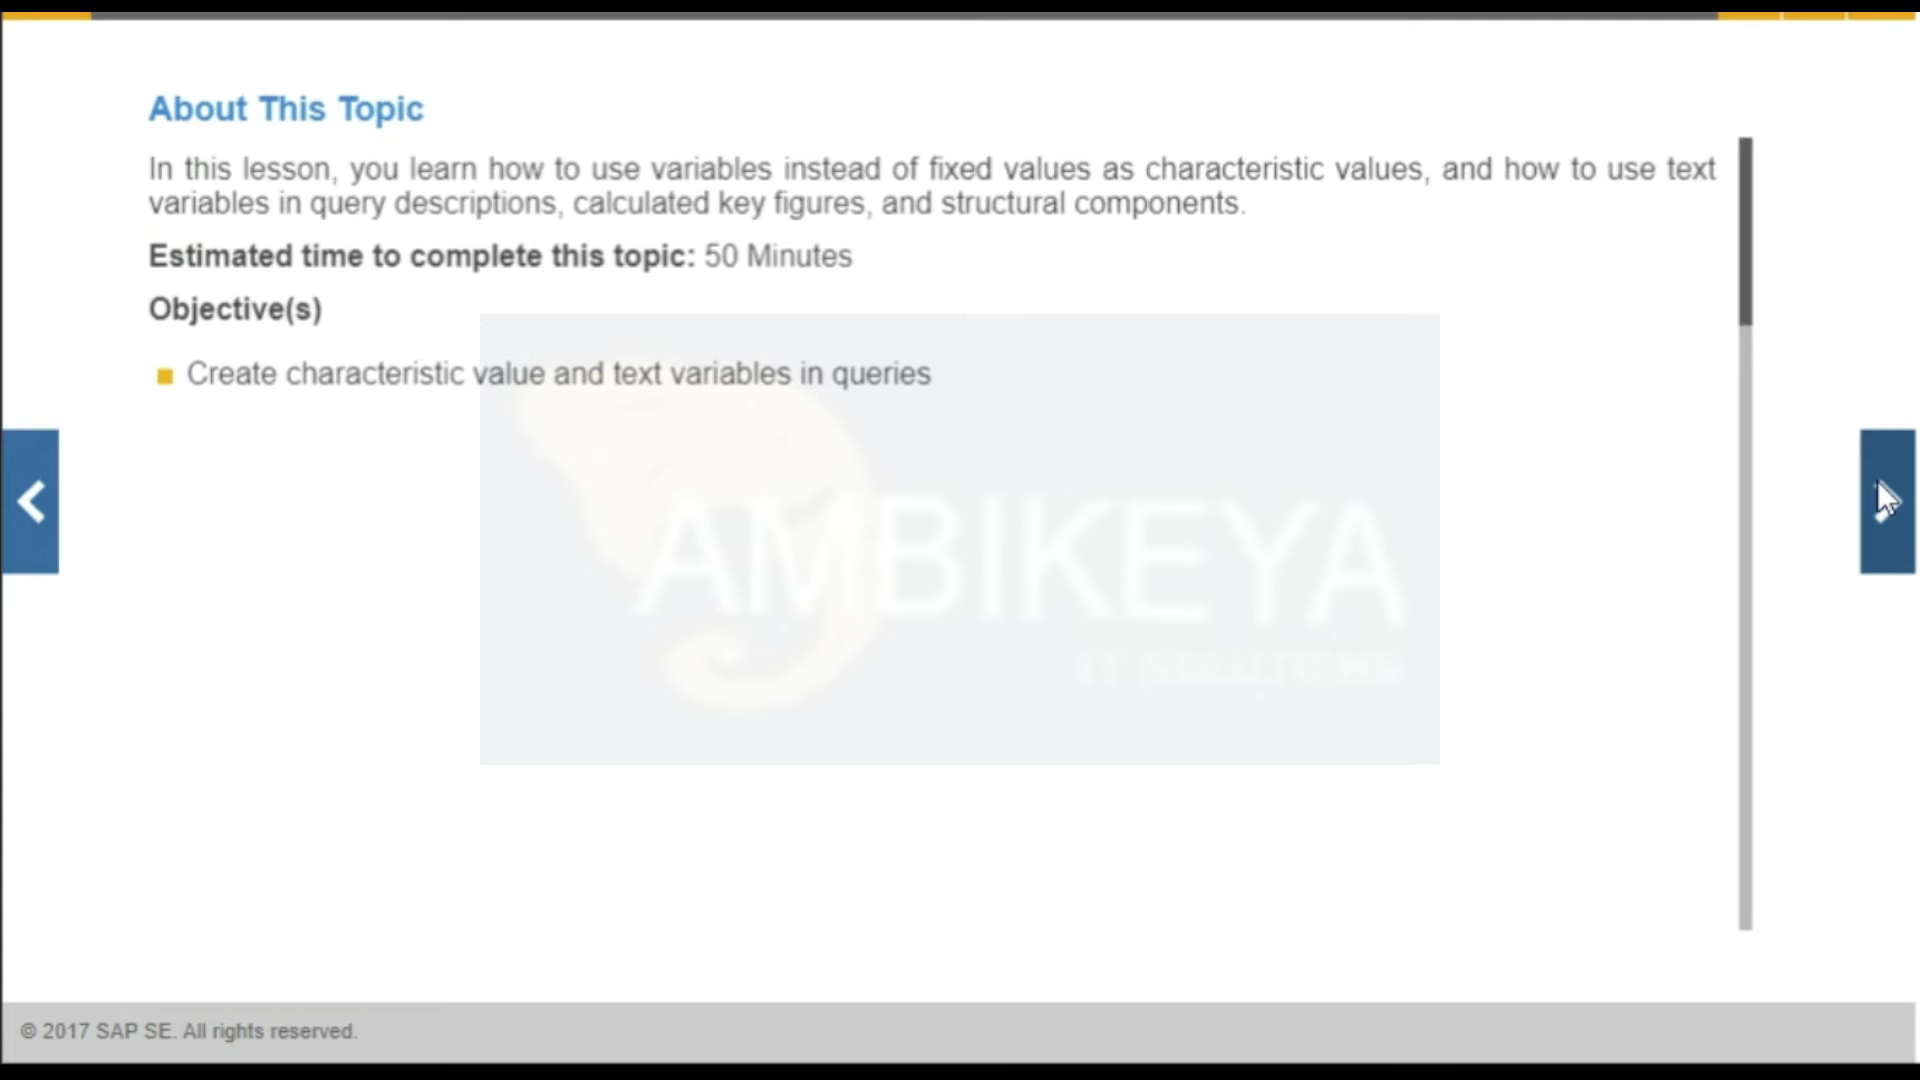 About This Topic
In this lesson, you learn how to use variables instead of fixed values as characteristic values, and how to use text
variables in query descriptions, calculated key figures, and structural components.
Estimated time to complete this topic: 50 Minutes
Objective(s)
Create characteristic value and text variables in queries
AMBIKEYA
IT SOLUTIONS
© 2017 SAP SE. All rights reserved.